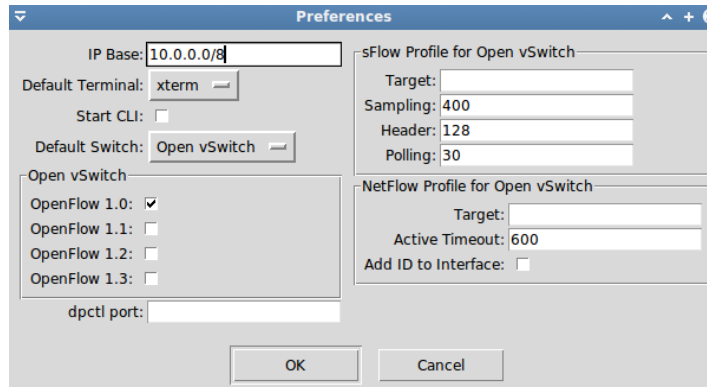 Preferences
IP Base: 10.0.0.0/8
Default Terminal: xterm
Start CLI:
Default Switch: Open vSwitch
Open vSwitch
OpenFlow 1.0:
OpenFlow 1.1:
OpenFlow 1.2:
OpenFlow 1.3:
dpctl port:
sFlow Profile for Open vSwitch
Target:
Sampling: 400
Header: 128
Polling: 30
NetFlow Profile for Open vSwitch
Target:
Active Timeout: 600
Add ID to Interface:
OK
Cancel